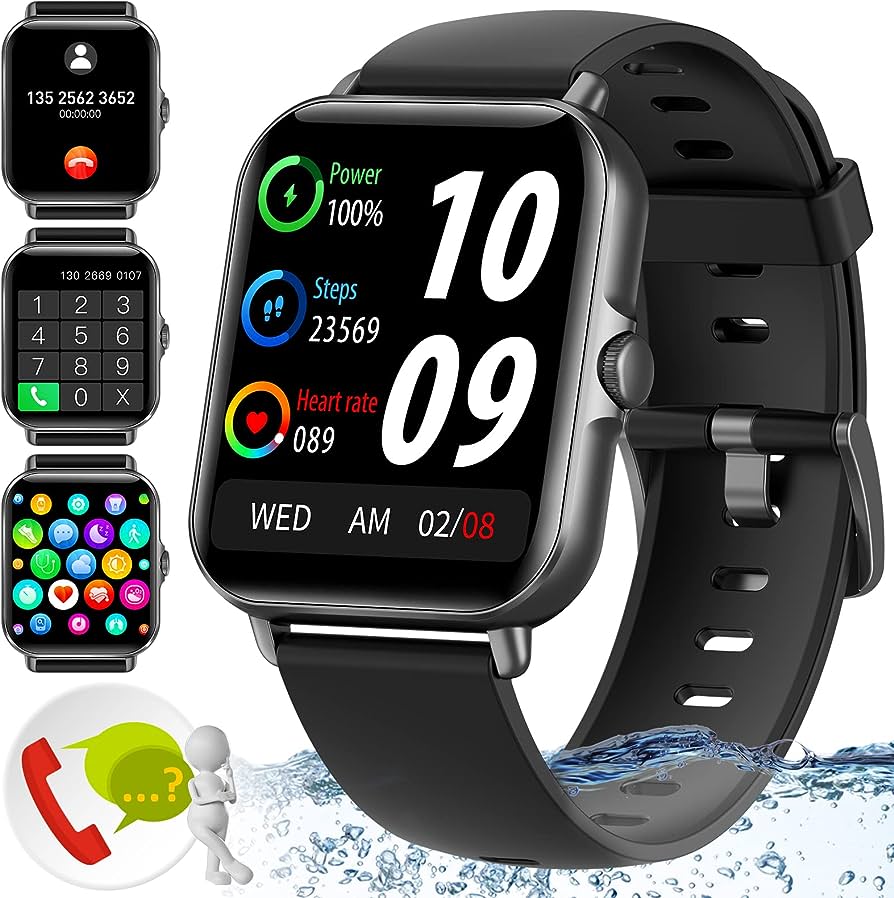 135 2562 3652
00:00:00
130 2669 0107
1 2 3
4 5 6
7 8 9
0 X
Power
100%
Steps
23569
Heart rate
089
10
09
WED AM 02/08
...?